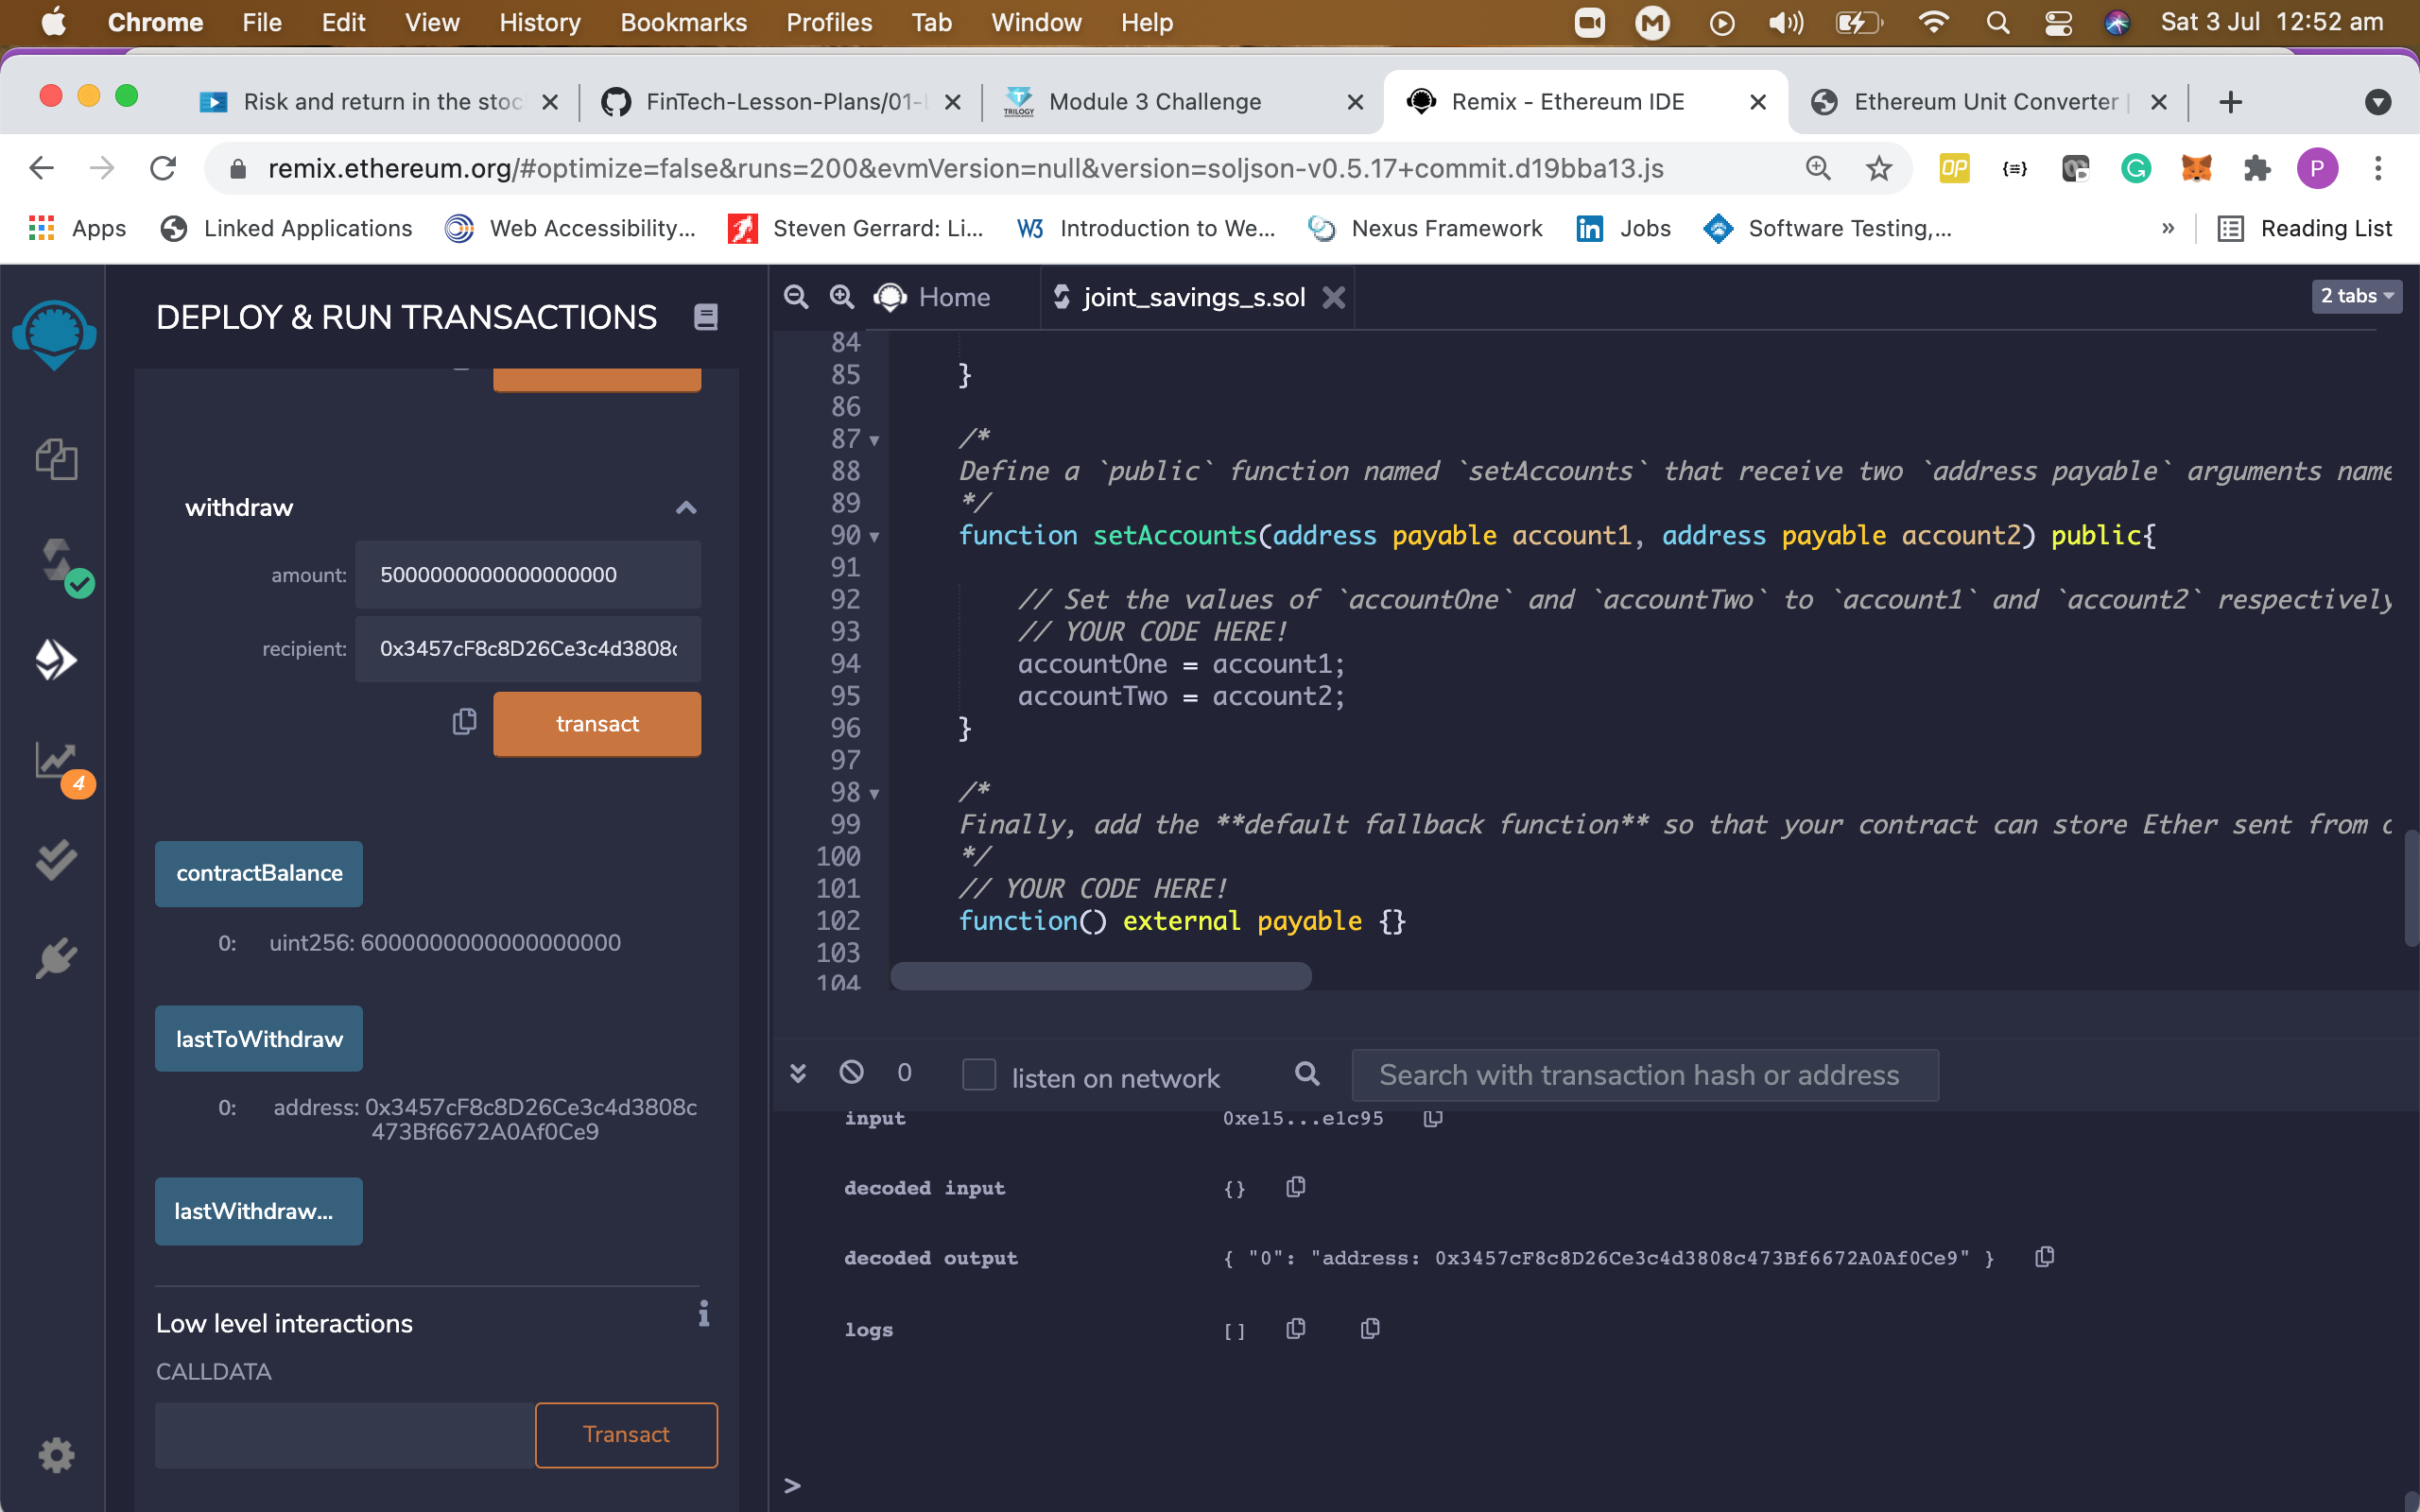 Chrome File Edit View History Bookmarks Profiles Tab Window Help Sat 3 Jul 12:52 am
Risk and return in the stoc FinTech-Lesson-Plans/01- Module 3 Challenge Remix - Ethereum IDE Ethereum Unit Converter |
remix.ethereum.org/#optimize=false&runs=200&evmVersion=null&version=soljson-v0.5.17+commit.d19bba13.js
Apps Linked Applications Web Accessibility... Steven Gerrard: Li... Introduction to We... Nexus Framework Jobs Software Testing,... » Reading List
DEPLOY & RUN TRANSACTIONS
withdraw
amount: 5000000000000000000
recipient: 0x3457cF8c8D26Ce3c4d3808c
transact
4
contractBalance
0: uint256: 6000000000000000000
lastToWithdraw
0: address: 0x3457cF8c8D26Ce3c4d3808c
473Bf6672A0Af0Ce9
lastWithdraw...
Low level interactions
CALLDATA
Transact
Home joint_savings_s.sol 2 tabs
84
85 }
86
87 /*
88 Define a `public` function named `setAccounts` that receive two `address payable` arguments name
89 */
90 function setAccounts(address payable account1, address payable account2) public{
91
92 // Set the values of `accountOne` and `accountTwo` to `account1` and `account2` respectively
93 // YOUR CODE HERE!
94 accountOne = account1;
95 accountTwo = account2;
96 }
97
98 /*
99 Finally, add the **default fallback function** so that your contract can store Ether sent from o
100 */
101 // YOUR CODE HERE!
102 function() external payable {}
103
104
0 listen on network Search with transaction hash or address
input 0xe15...e1c95
decoded input {}
decoded output { "0": "address: 0x3457cF8c8D26Ce3c4d3808c473Bf6672A0Af0Ce9" }
logs []
>